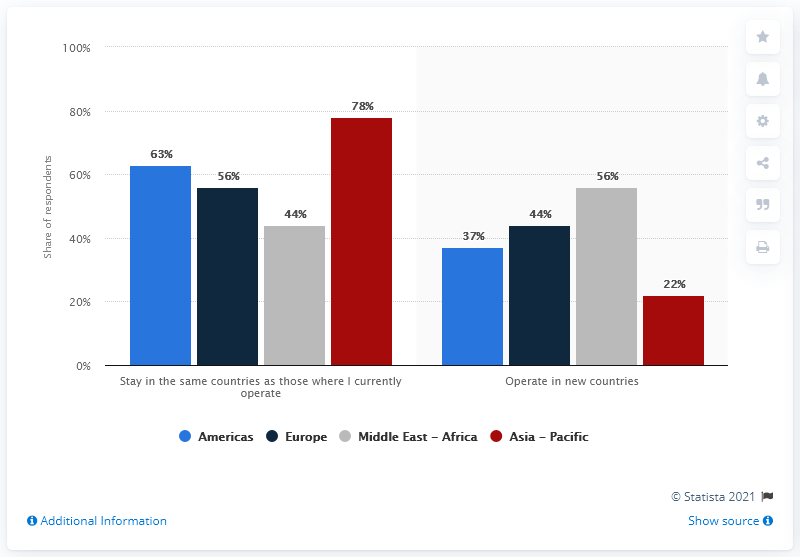 100%
80%
60%
40%
20%
0%
Share of respondents
63%
56%
44%
78%
37%
44%
56%
22%
Stay in the same countries as those where I currently
operate
Operate in new countries
Americas Europe Middle East - Africa Asia - Pacific
© Statista 2021
Additional Information Show source